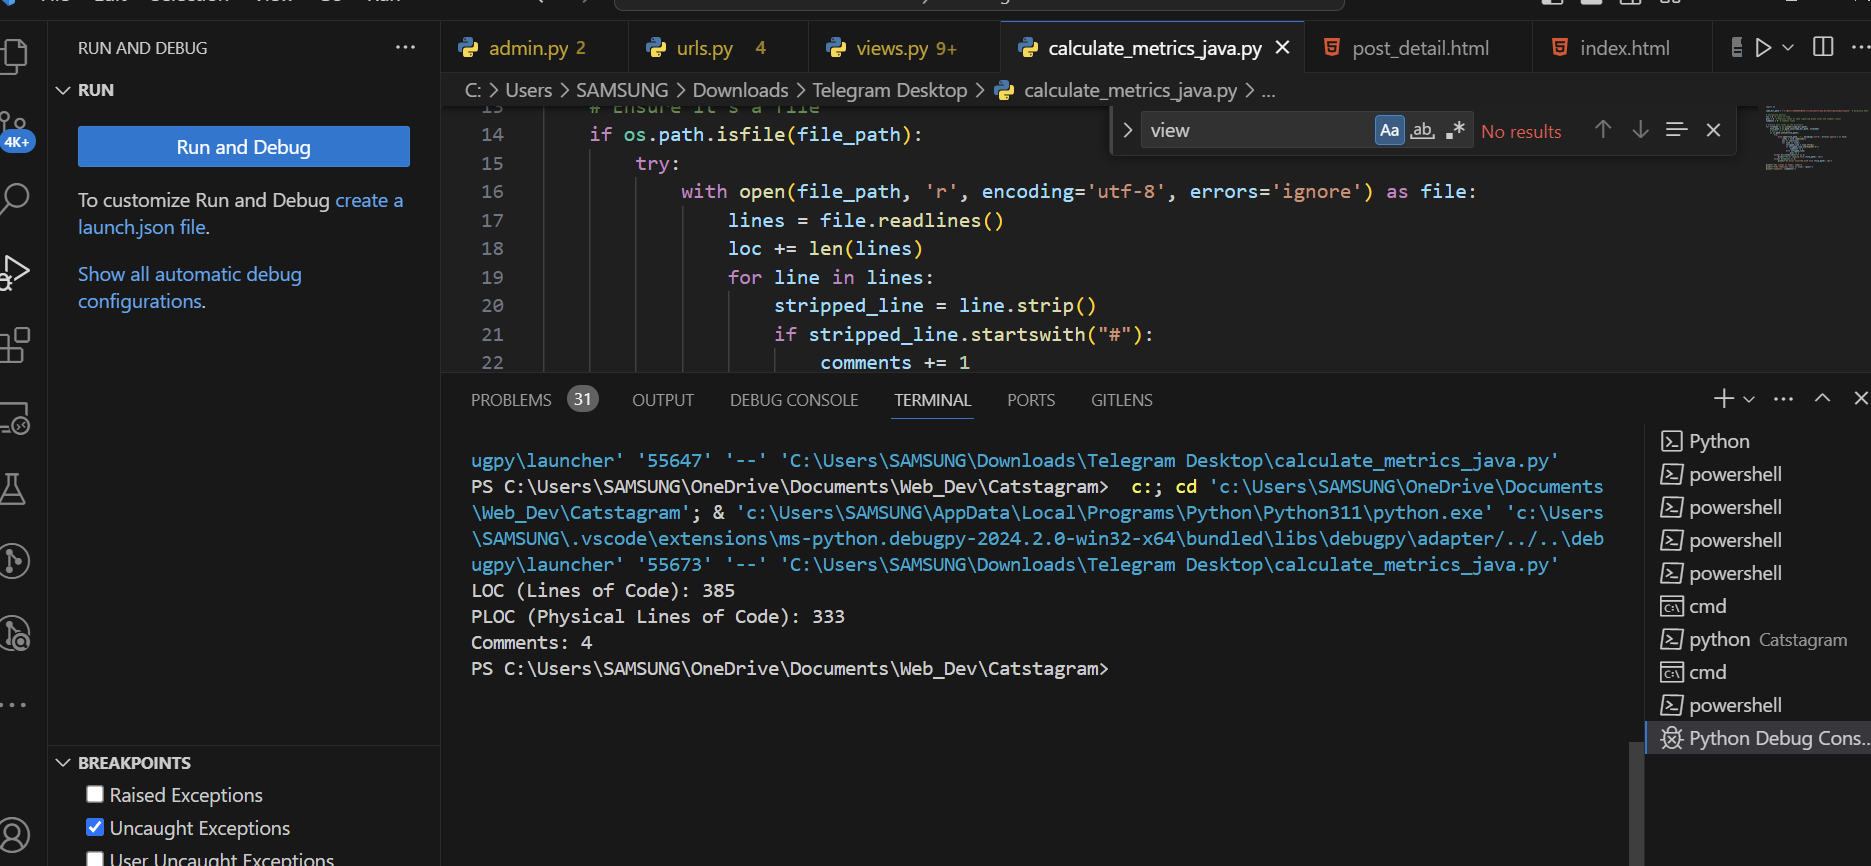 RUN AND DEBUG
RUN
4K+
Run and Debug
To customize Run and Debug create a
launch.json file.
Show all automatic debug
configurations.
BREAKPOINTS
Raised Exceptions
Uncaught Exceptions
User Uncaught Exceptions
admin.py 2
urls.py 4
views.py 9+
calculate_metrics_java.py
post_detail.html
index.html
C: > Users > SAMSUNG > Downloads > Telegram Desktop > calculate_metrics_java.py > ...
view
Aa
ab
.*
No results
13 # Ensure it's a file
14 if os.path.isfile(file_path):
15 try:
16 with open(file_path, 'r', encoding='utf-8', errors='ignore') as file:
17 lines = file.readlines()
18 loc += len(lines)
19 for line in lines:
20 stripped_line = line.strip()
21 if stripped_line.startswith("#"):
22 comments += 1
PROBLEMS 31 OUTPUT DEBUG CONSOLE TERMINAL PORTS GITLENS
ugpy\launcher' '55647' '--' 'C:\Users\SAMSUNG\Downloads\Telegram Desktop\calculate_metrics_java.py'
PS C:\Users\SAMSUNG\OneDrive\Documents\Web_Dev\Catstagram>  c:; cd 'c:\Users\SAMSUNG\OneDrive\Documents
\Web_Dev\Catstagram'; & 'c:\Users\SAMSUNG\AppData\Local\Programs\Python\Python311\python.exe' 'c:\Users
\SAMSUNG\.vscode\extensions\ms-python.debugpy-2024.2.0-win32-x64\bundled\libs\debugpy\adapter/../..\deb
ugpy\launcher' '55673' '--' 'C:\Users\SAMSUNG\Downloads\Telegram Desktop\calculate_metrics_java.py'
LOC (Lines of Code): 385
PLOC (Physical Lines of Code): 333
Comments: 4
PS C:\Users\SAMSUNG\OneDrive\Documents\Web_Dev\Catstagram>
Python
powershell
powershell
powershell
powershell
cmd
python Catstagram
cmd
powershell
Python Debug Cons...